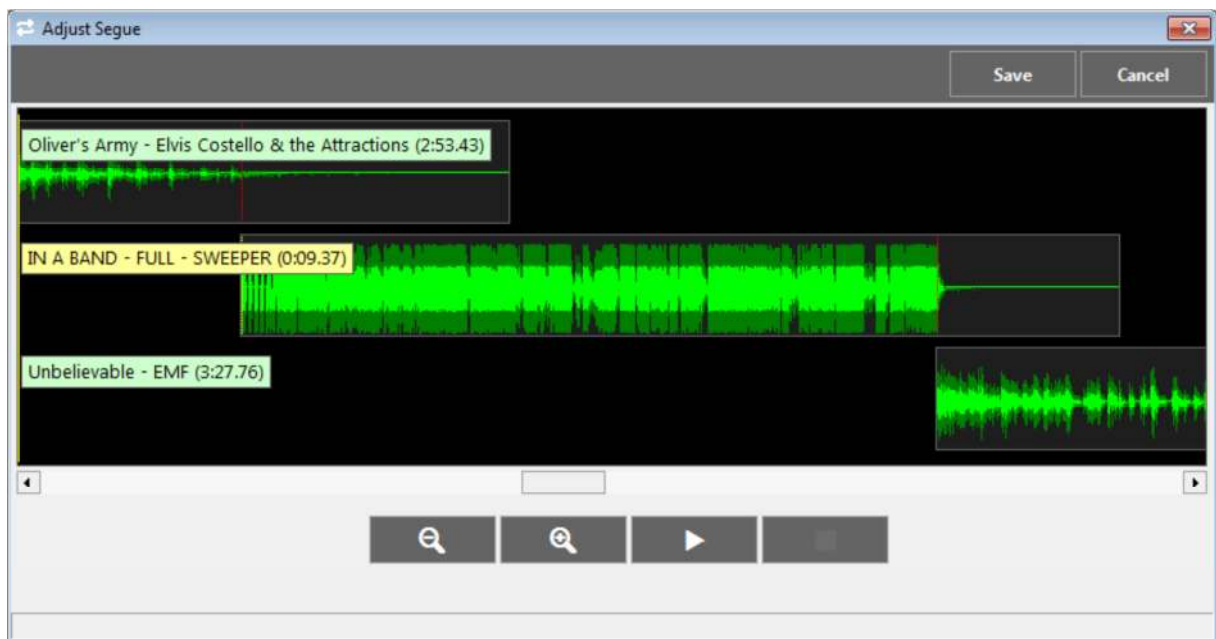 Adjust Segue
Save
Cancel
Oliver's Army - Elvis Costello & the Attractions (2:53.43)
IN A BAND - FULL - SWEEPER (0:09.37)
Unbelievable - EMF (3:27.76)